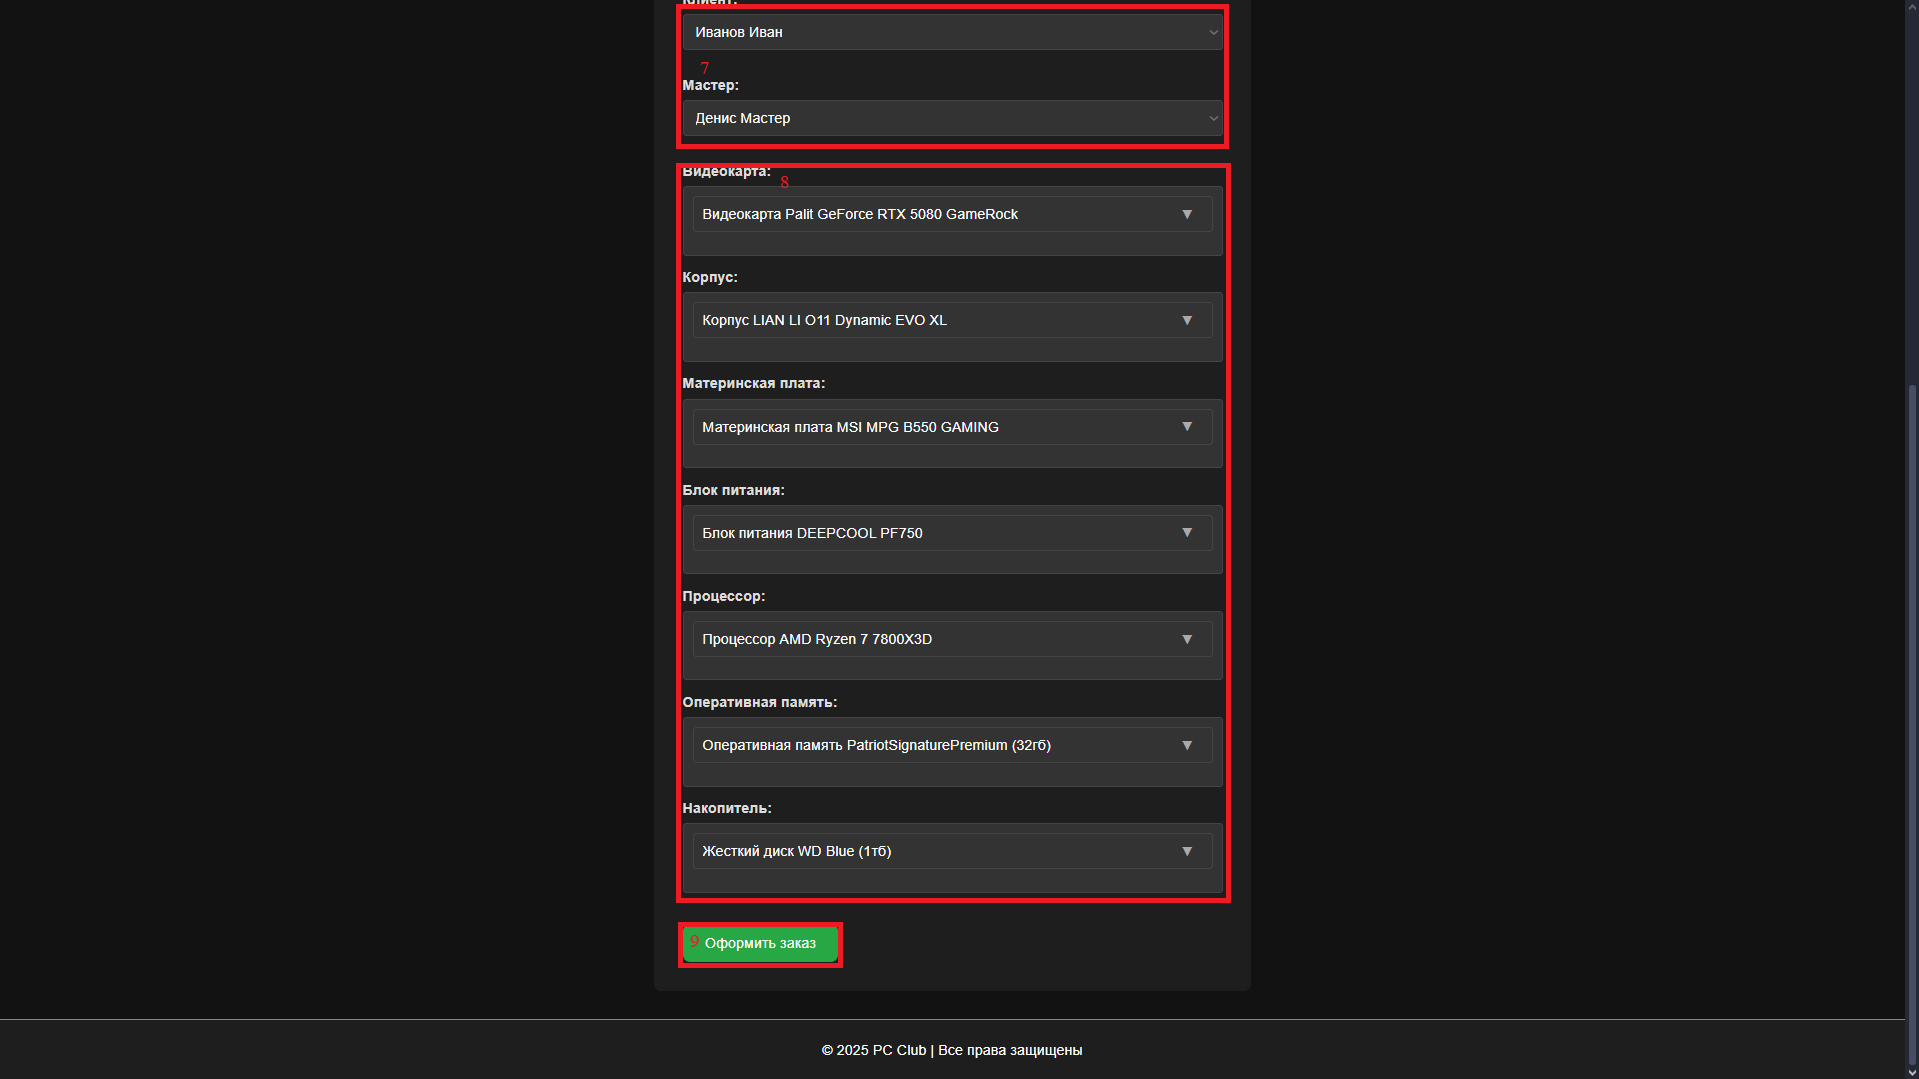 Клиент:
Иванов Иван
7
Мастер:
Денис Мастер
Видеокарта:
8
Видеокарта Palit GeForce RTX 5080 GameRock
Корпус:
Корпус LIAN LI O11 Dynamic EVO XL
Материнская плата:
Материнская плата MSI MPG B550 GAMING
Блок питания:
Блок питания DEEPCOOL PF750
Процессор:
Процессор AMD Ryzen 7 7800X3D
Оперативная память:
Оперативная память PatriotSignaturePremium (32гб)
Накопитель:
Жесткий диск WD Blue (1тб)
9 Оформить заказ
© 2025 PC Club | Все права защищены